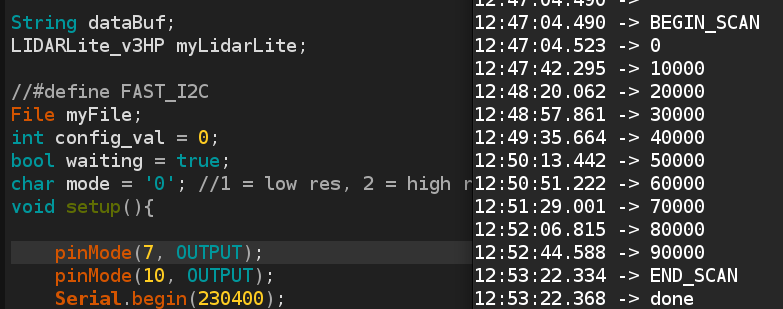 String dataBuf;
LIDARLite_v3HP myLidarLite;
//#define FAST_I2C
File myFile;
int config_val = 0;
bool waiting = true;
char mode = '0'; //1 = low res, 2 = high r
void setup(){
pinMode(7, OUTPUT);
pinMode(10, OUTPUT);
Serial.begin(230400);
12:47:04.490 ->
12:47:04.490 -> BEGIN_SCAN
12:47:04.523 -> 0
12:47:42.295 -> 10000
12:48:20.062 -> 20000
12:48:57.861 -> 30000
12:49:35.664 -> 40000
12:50:13.442 -> 50000
12:50:51.222 -> 60000
12:51:29.001 -> 70000
12:52:06.815 -> 80000
12:52:44.588 -> 90000
12:53:22.334 -> END_SCAN
12:53:22.368 -> done